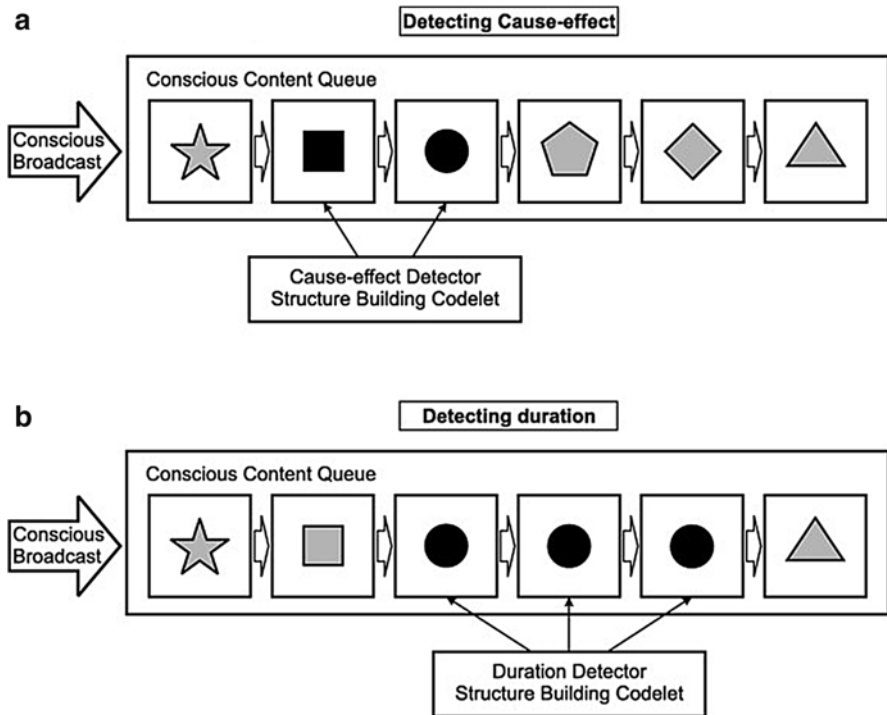 a
Detecting Cause-effect
Conscious Content Queue
Conscious
Broadcast
Cause-effect Detector
Structure Building Codelet
b
Detecting duration
Conscious Content Queue
Conscious
Broadcast
Duration Detector
Structure Building Codelet